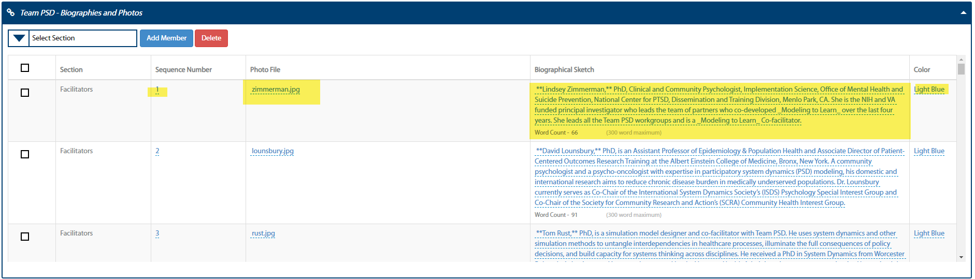 Team PSD - Biographies and Photos
Select Section
Add Member
Delete
Section Sequence Number Photo File Biographical Sketch Color
Facilitators 1 zimmerman.jpg **Lindsey Zimmerman,** PhD, Clinical and Community Psychologist, Implementation Science, Office of Mental Health and Light Blue
Suicide Prevention, National Center for PTSD, Dissemination and Training Division, Menlo Park, CA. She is the NIH and VA
funded principal investigator who leads the team of partners who co-developed _Modeling to Learn_over the last four
years. She leads all the Team PSD workgroups and is a _Modeling to Learn_ Co-facilitator.
Word Count - 66 (300 word maximum)
Facilitators 2 lounsbury.jpg **David Lounsbury,** PhD, is an Assistant Professor of Epidemiology & Population Health and Associate Director of Patient- Light Blue
Centered Outcomes Research Training at the Albert Einstein College of Medicine, Bronx, New York. A community
psychologist and a psycho-oncologist with expertise in participatory system dynamics (PSD) modeling, his domestic and
international research aims to reduce chronic disease burden in medically underserved populations. Dr. Lounsbury
currently serves as Co-Chair of the International System Dynamics Society's (ISDS) Psychology Special Interest Group and
Co-Chair of the Society for Community Research and Action's (SCRA) Community Health Interest Group.
Word Count - 91 (300 word maximum)
Facilitators 3 rust.jpg **Tom Rust,** PhD, is a simulation model designer and co-facilitator with Team PSD. He uses system dynamics and other Light Blue
simulation methods to untangle interdependencies in healthcare processes, illuminate the full consequences of policy
decisions, and build capacity for systems thinking across disciplines. He received a PhD in System Dynamics from Worcester